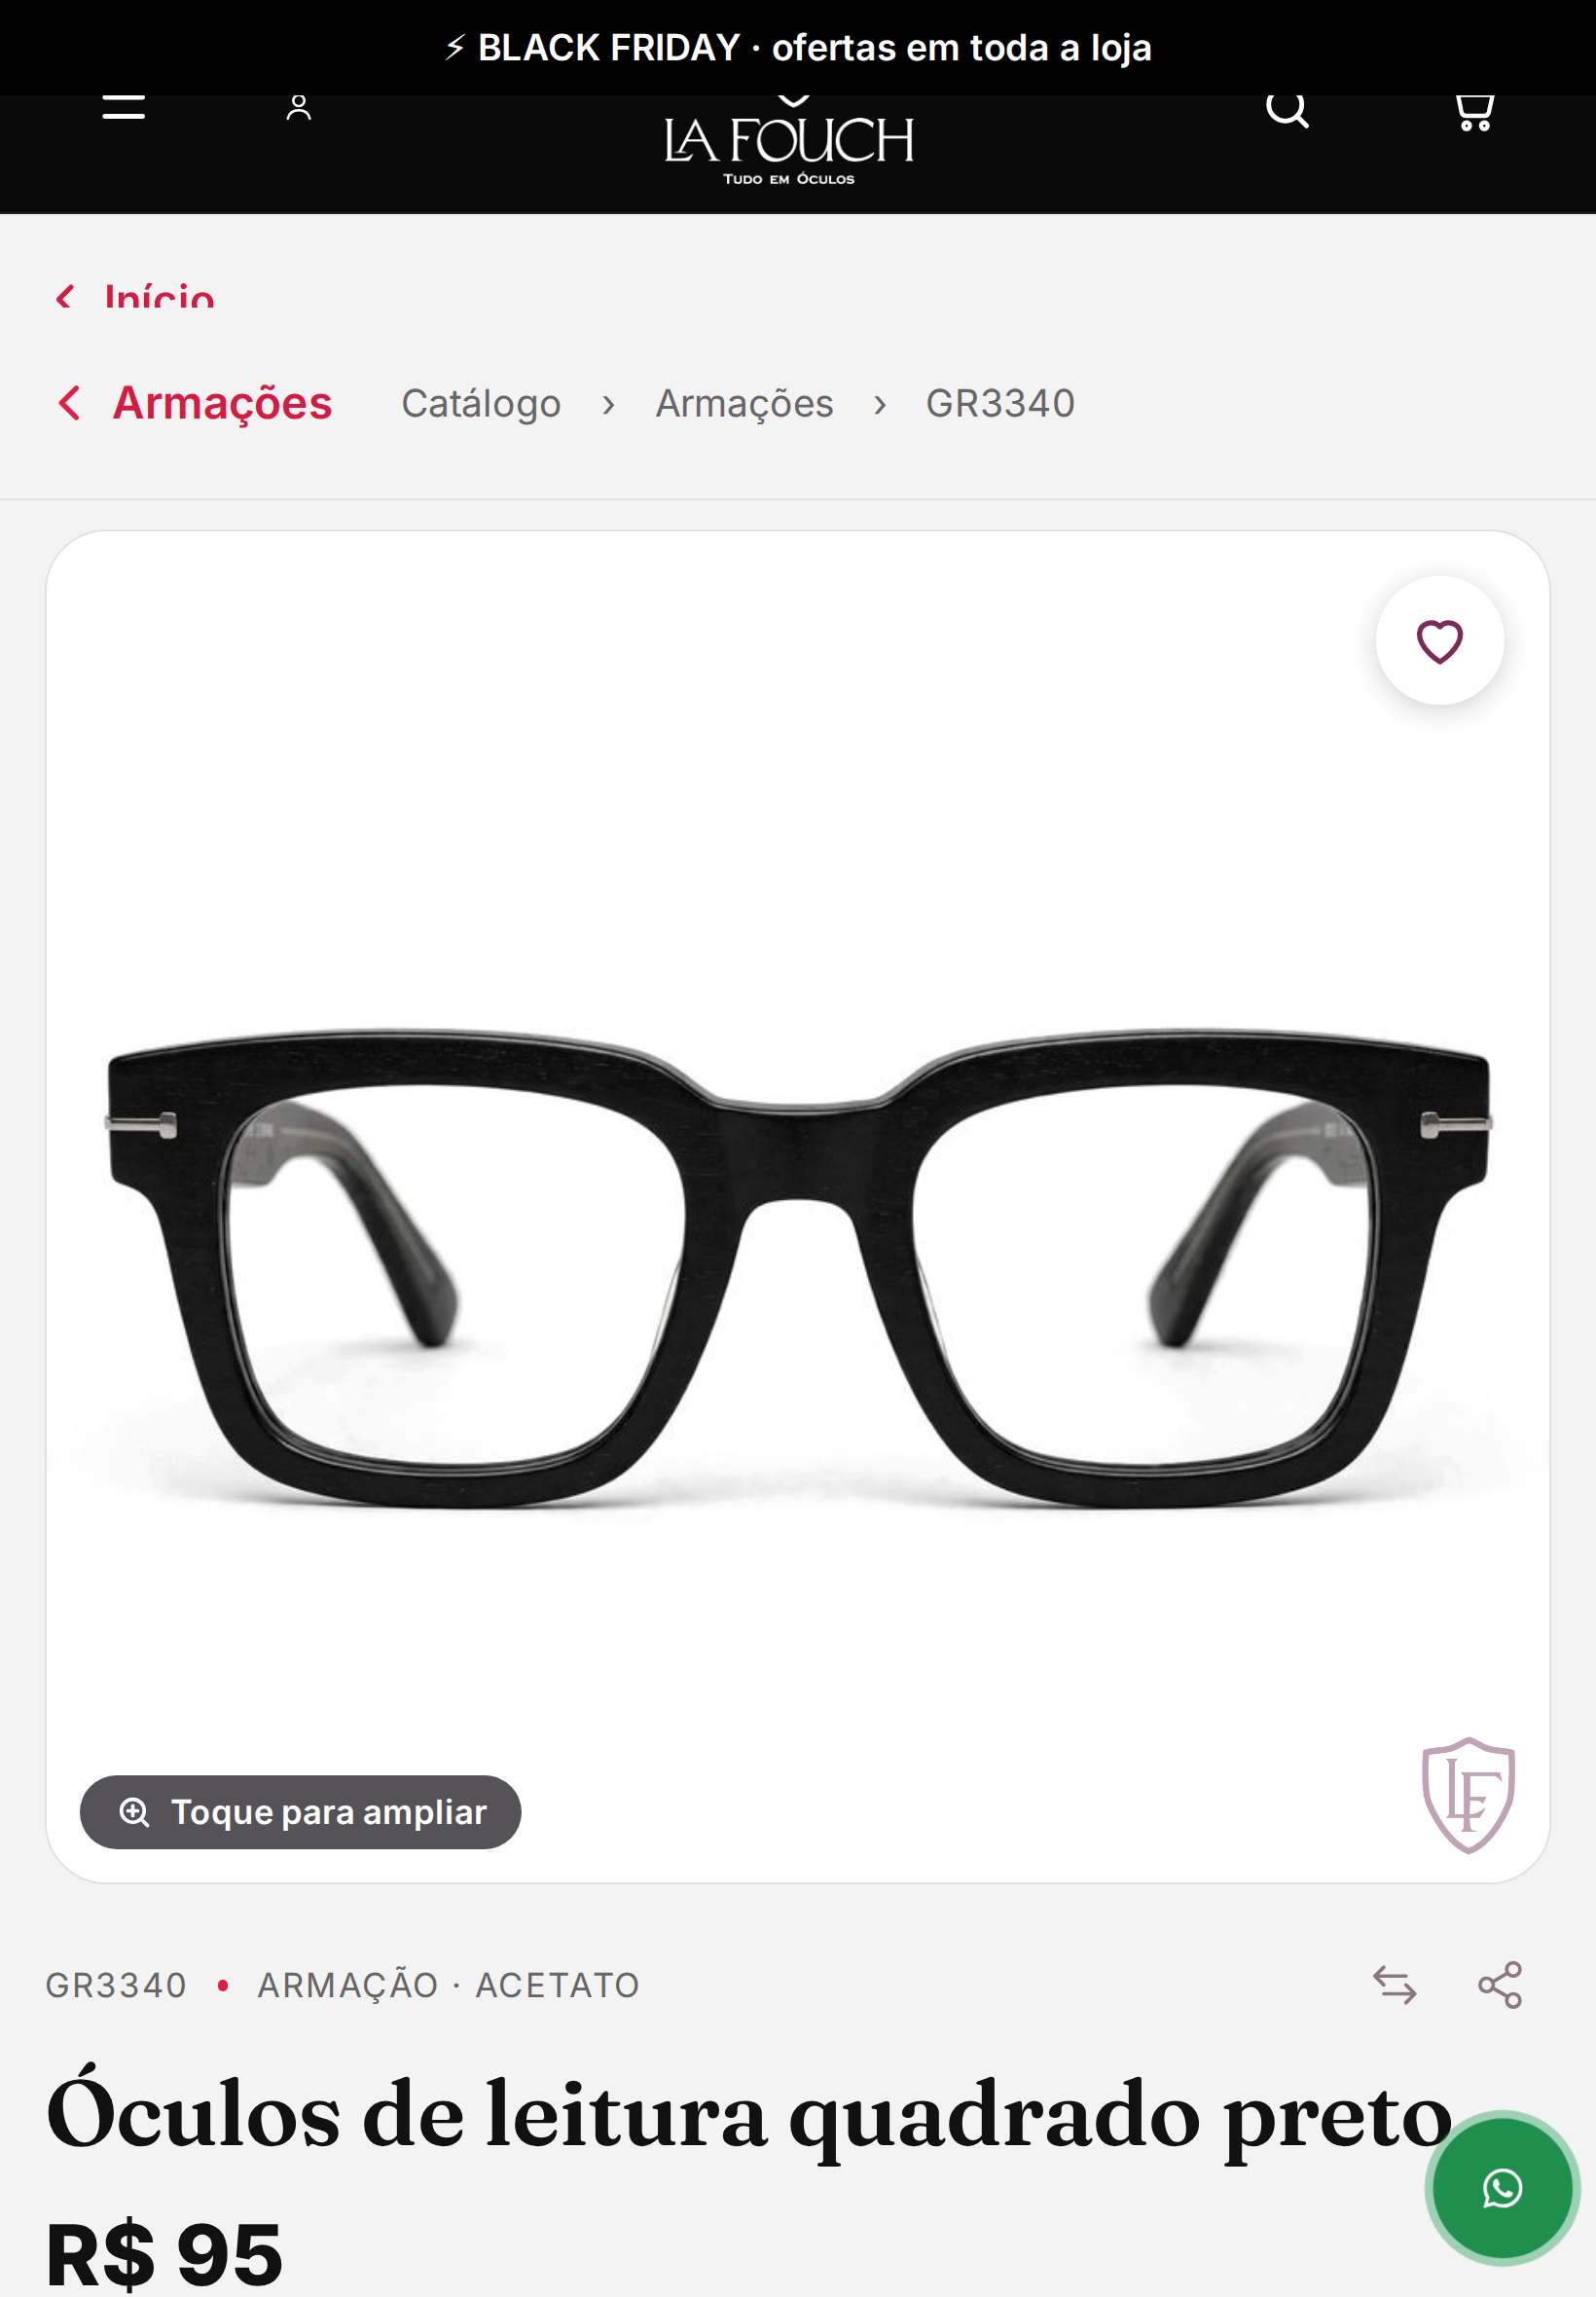 ⚡ BLACK FRIDAY · ofertas em toda a loja
LA FOUCH
TUDO EM ÓCULOS
Início
Armações Catálogo › Armações › GR3340
Toque para ampliar
LF
GR3340 • ARMAÇÃO · ACETATO
Óculos de leitura quadrado preto
R$ 95